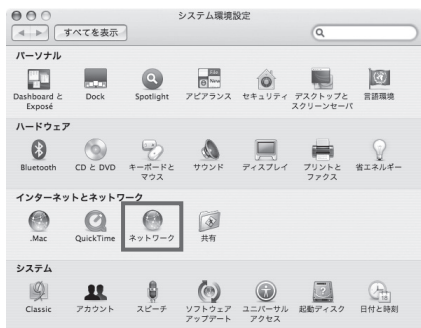 システム環境設定
すべてを表示
パーソナル
Dashboard と Exposé
Dock
Spotlight
アピアランス
セキュリティ
デスクトップと スクリーンセーバ
言語環境
ハードウェア
Bluetooth
CD と DVD
キーボードと マウス
サウンド
ディスプレイ
プリントと ファクス
省エネルギー
インターネットとネットワーク
.Mac
QuickTime
ネットワーク
共有
システム
Classic
アカウント
スピーチ
ソフトウェア アップデート
ユニバーサル アクセス
起動ディスク
日付と時刻